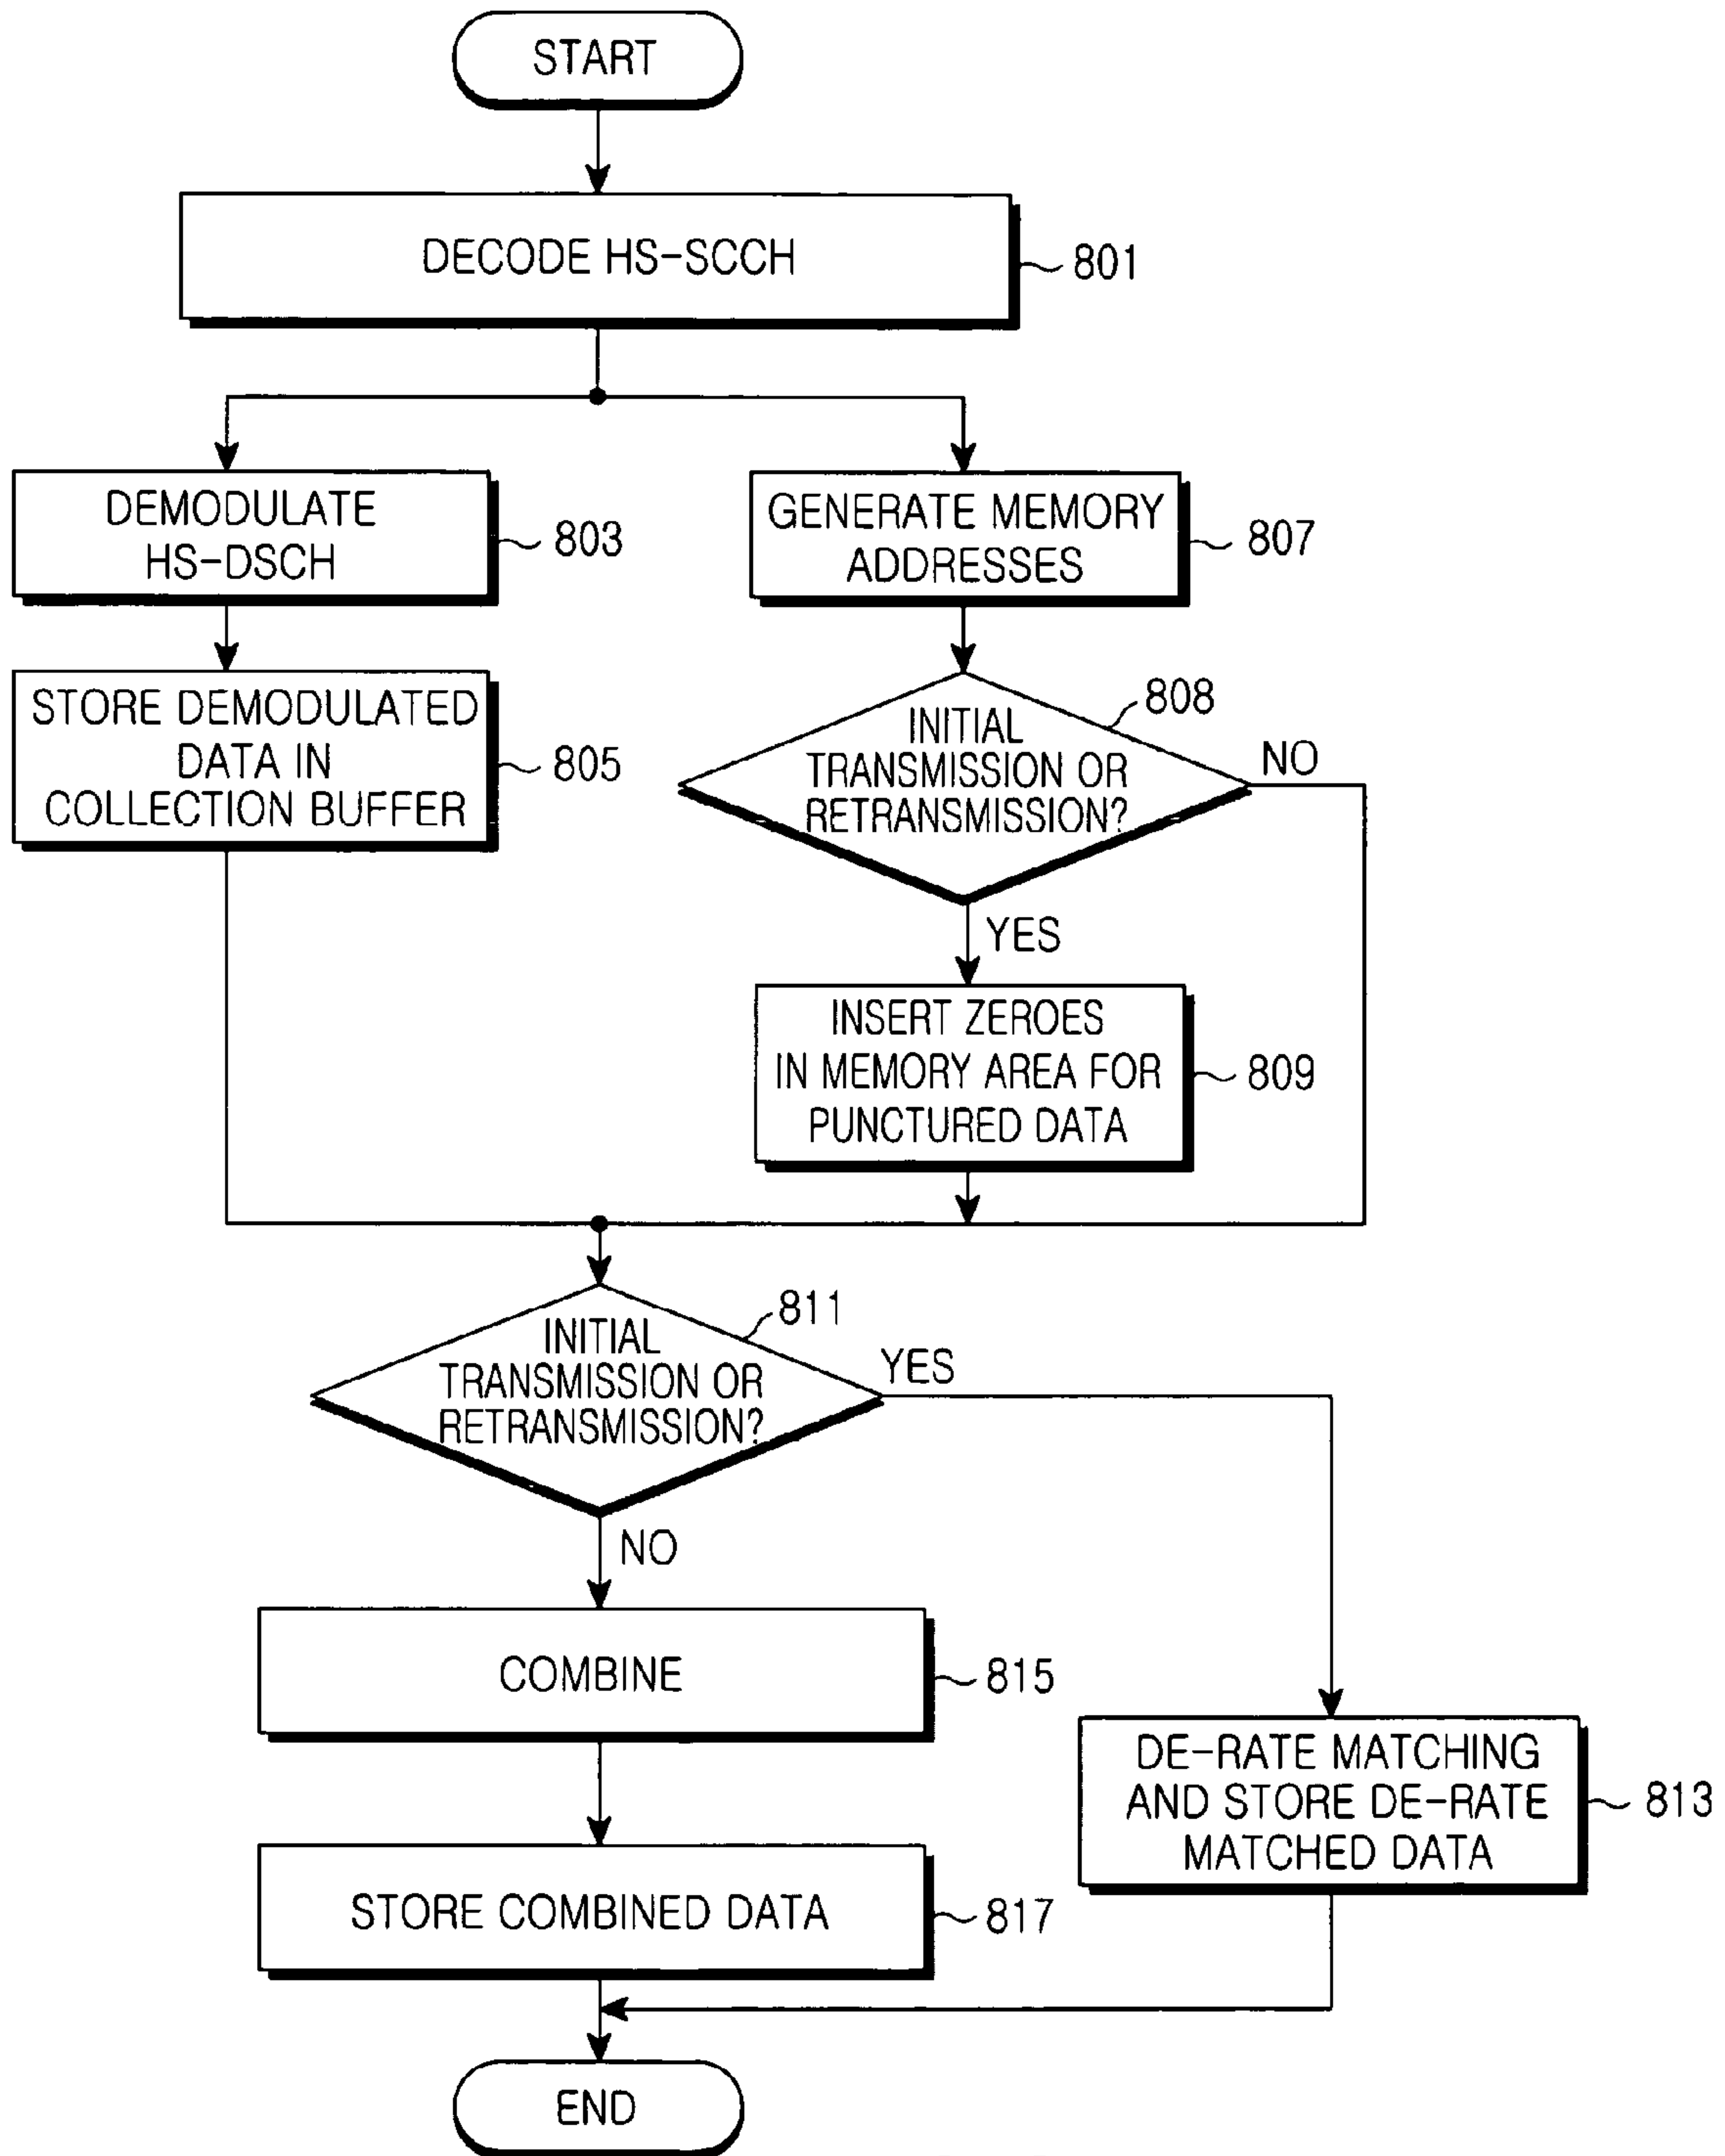 START
DECODE HS-SCCH
801
DEMODULATE
HS-DSCH
803
GENERATE MEMORY
ADDRESSES
807
STORE DEMODULATED
DATA IN
COLLECTION BUFFER
805
INITIAL
TRANSMISSION OR
RETRANSMISSION?
808
NO
YES
INSERT ZEROES
IN MEMORY AREA FOR
PUNCTURED DATA
809
INITIAL
TRANSMISSION OR
RETRANSMISSION?
811
YES
NO
COMBINE
815
DE-RATE MATCHING
AND STORE DE-RATE
MATCHED DATA
813
STORE COMBINED DATA
817
END